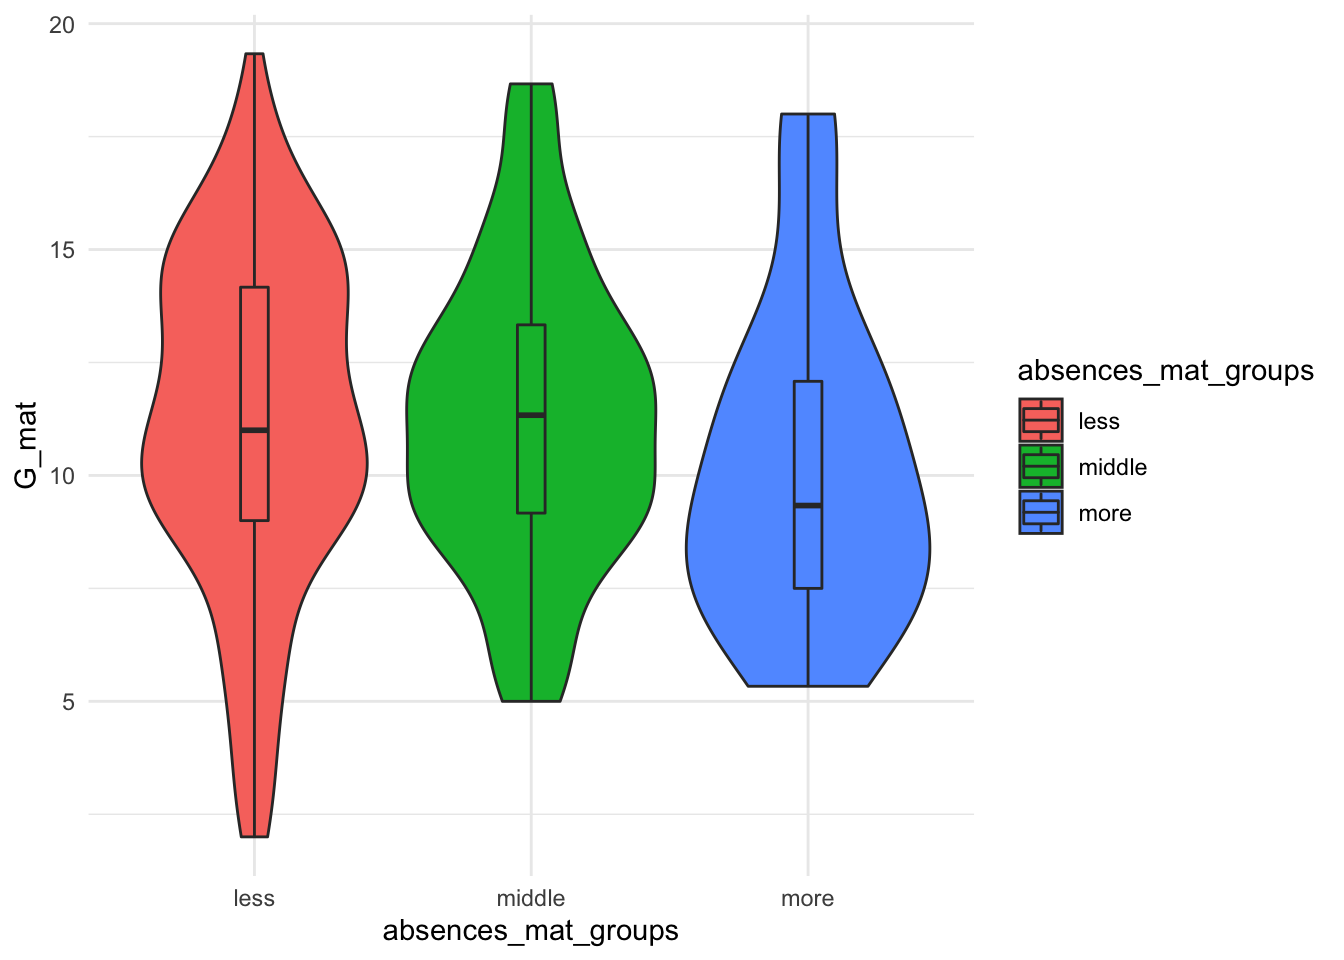 20
15
10
5
G_mat
less
middle
more
absences_mat_groups
absences_mat_groups
less
middle
more